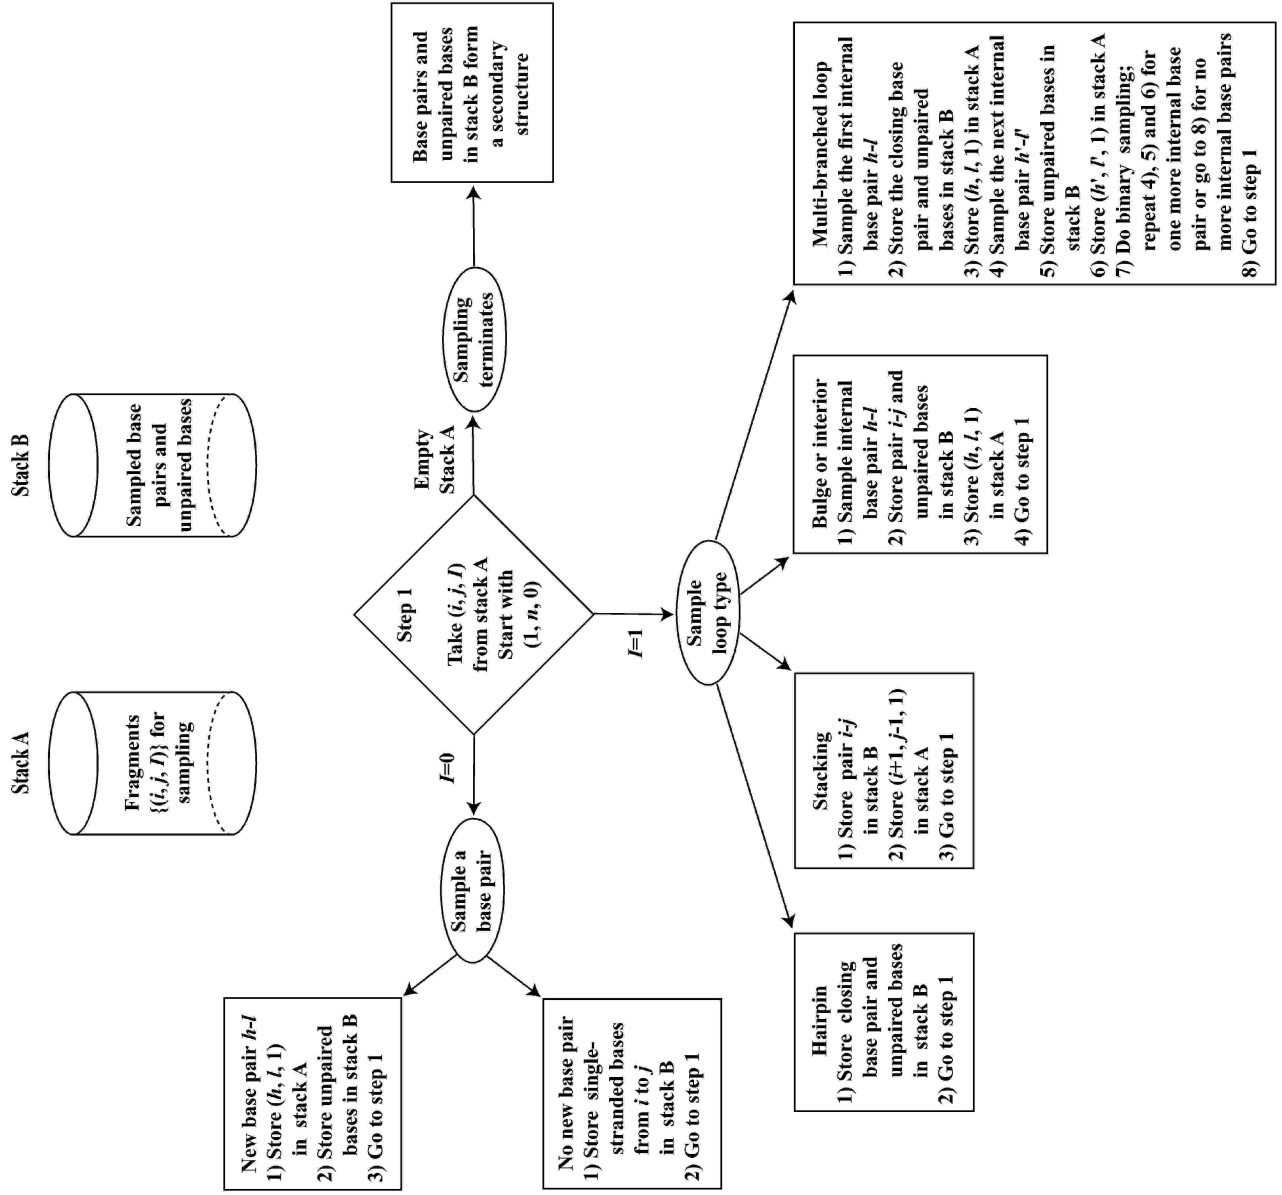 Stack A
Fragments
{(i, j, I)} for
sampling
Stack B
Sampled base
pairs and
unpaired bases
New base pair h-l
1) Store (h, l, 1)
in stack A
2) Store unpaired
bases in stack B
3) Go to step 1
No new base pair
1) Store single-
stranded bases
from i to j
in stack B
2) Go to step 1
Sample a
base pair
I=0
Step 1
Take (i, j, I)
from stack A
Start with
(1, n, 0)
Empty
Stack A
Sampling
terminates
Base pairs and
unpaired bases
in stack B form
a secondary
structure
I=1
Sample
loop type
Hairpin
1) Store closing
base pair and
unpaired bases
in stack B
2) Go to step 1
Stacking
1) Store pair i-j
in stack B
2) Store (i+1, j-1, 1)
in stack A
3) Go to step 1
Bulge or interior
1) Sample internal
base pair h-l
2) Store pair i-j and
unpaired bases
in stack B
3) Store (h, l, 1)
in stack A
4) Go to step 1
Multi-branched loop
1) Sample the first internal
base pair h-l
2) Store the closing base
pair and unpaired
bases in stack B
3) Store (h, l, 1) in stack A
4) Sample the next internal
base pair h'-l'
5) Store unpaired bases in
stack B
6) Store (h', l', 1) in stack A
7) Do binary sampling;
repeat 4), 5) and 6) for
one more internal base
pair or go to 8) for no
more internal base pairs
8) Go to step 1